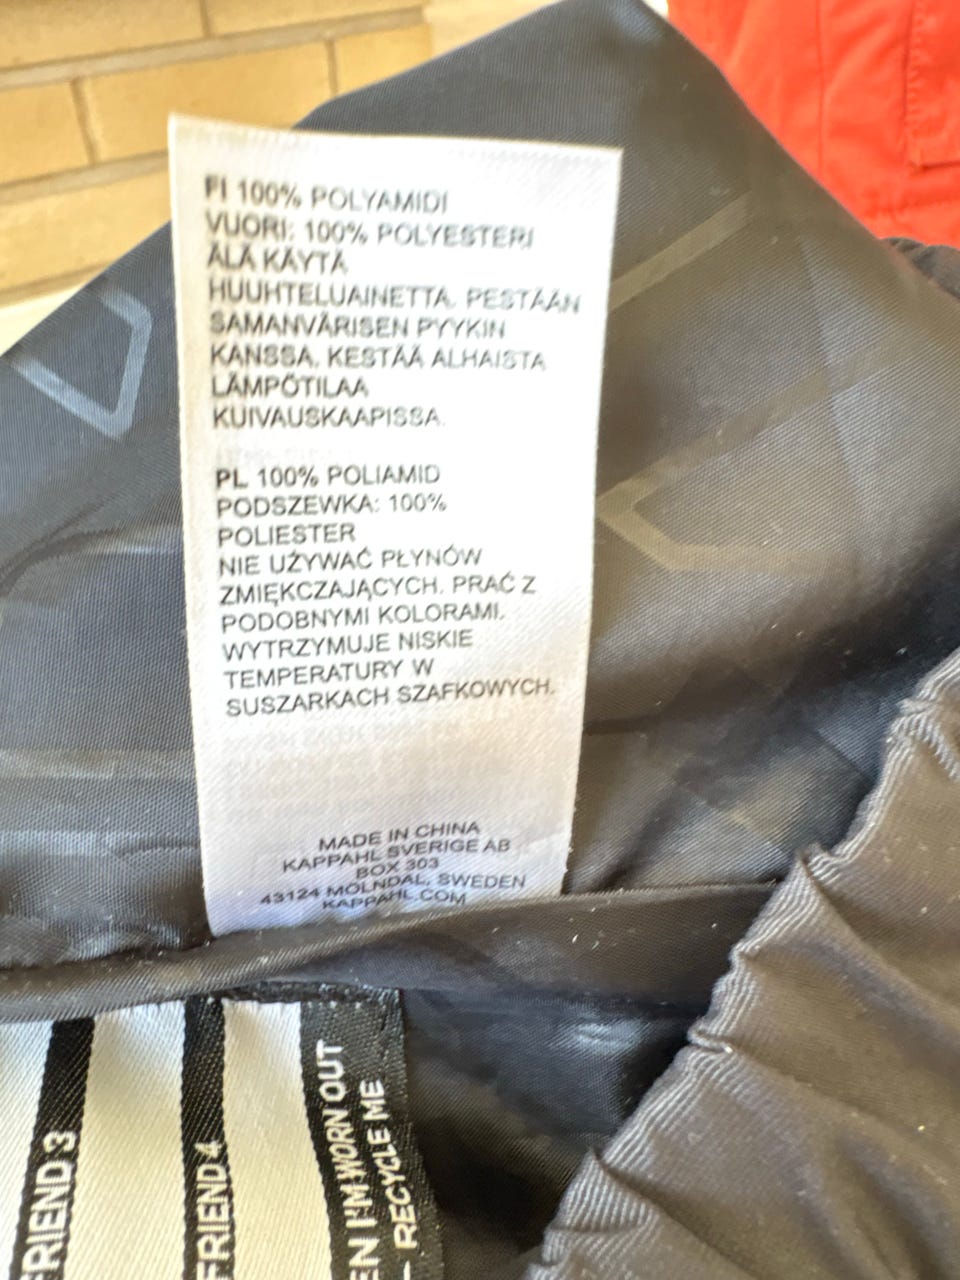 FI 100% POLYAMIDI
VUORI: 100% POLYESTERI
ÄLÄ KÄYTÄ
HUUHTELUAINETTA. PESTÄÄN
SAMANVÄRISEN PYYKIN
KANSSA. KESTÄÄ ALHAISTA
LÄMPÖTILAA
KUIVAUSKAAPISSA.
PL 100% POLIAMID
PODSZEWKA: 100%
POLIESTER
NIE UŻYWAĆ PŁYNÓW
ZMIĘKCZAJĄCYCH. PRAĆ Z
PODOBNYMI KOLORAMI.
WYTRZYMUJE NISKIE
TEMPERATURY W
SUSZARKACH SZAFKOWYCH.
MADE IN CHINA
KAPPAHL SVERIGE AB
BOX 303
43124 MÖLNDAL, SWEDEN
KAPPAHL.COM
FRIEND 3
FRIEND 4
EN I'M WORN OUT
- RECYCLE ME